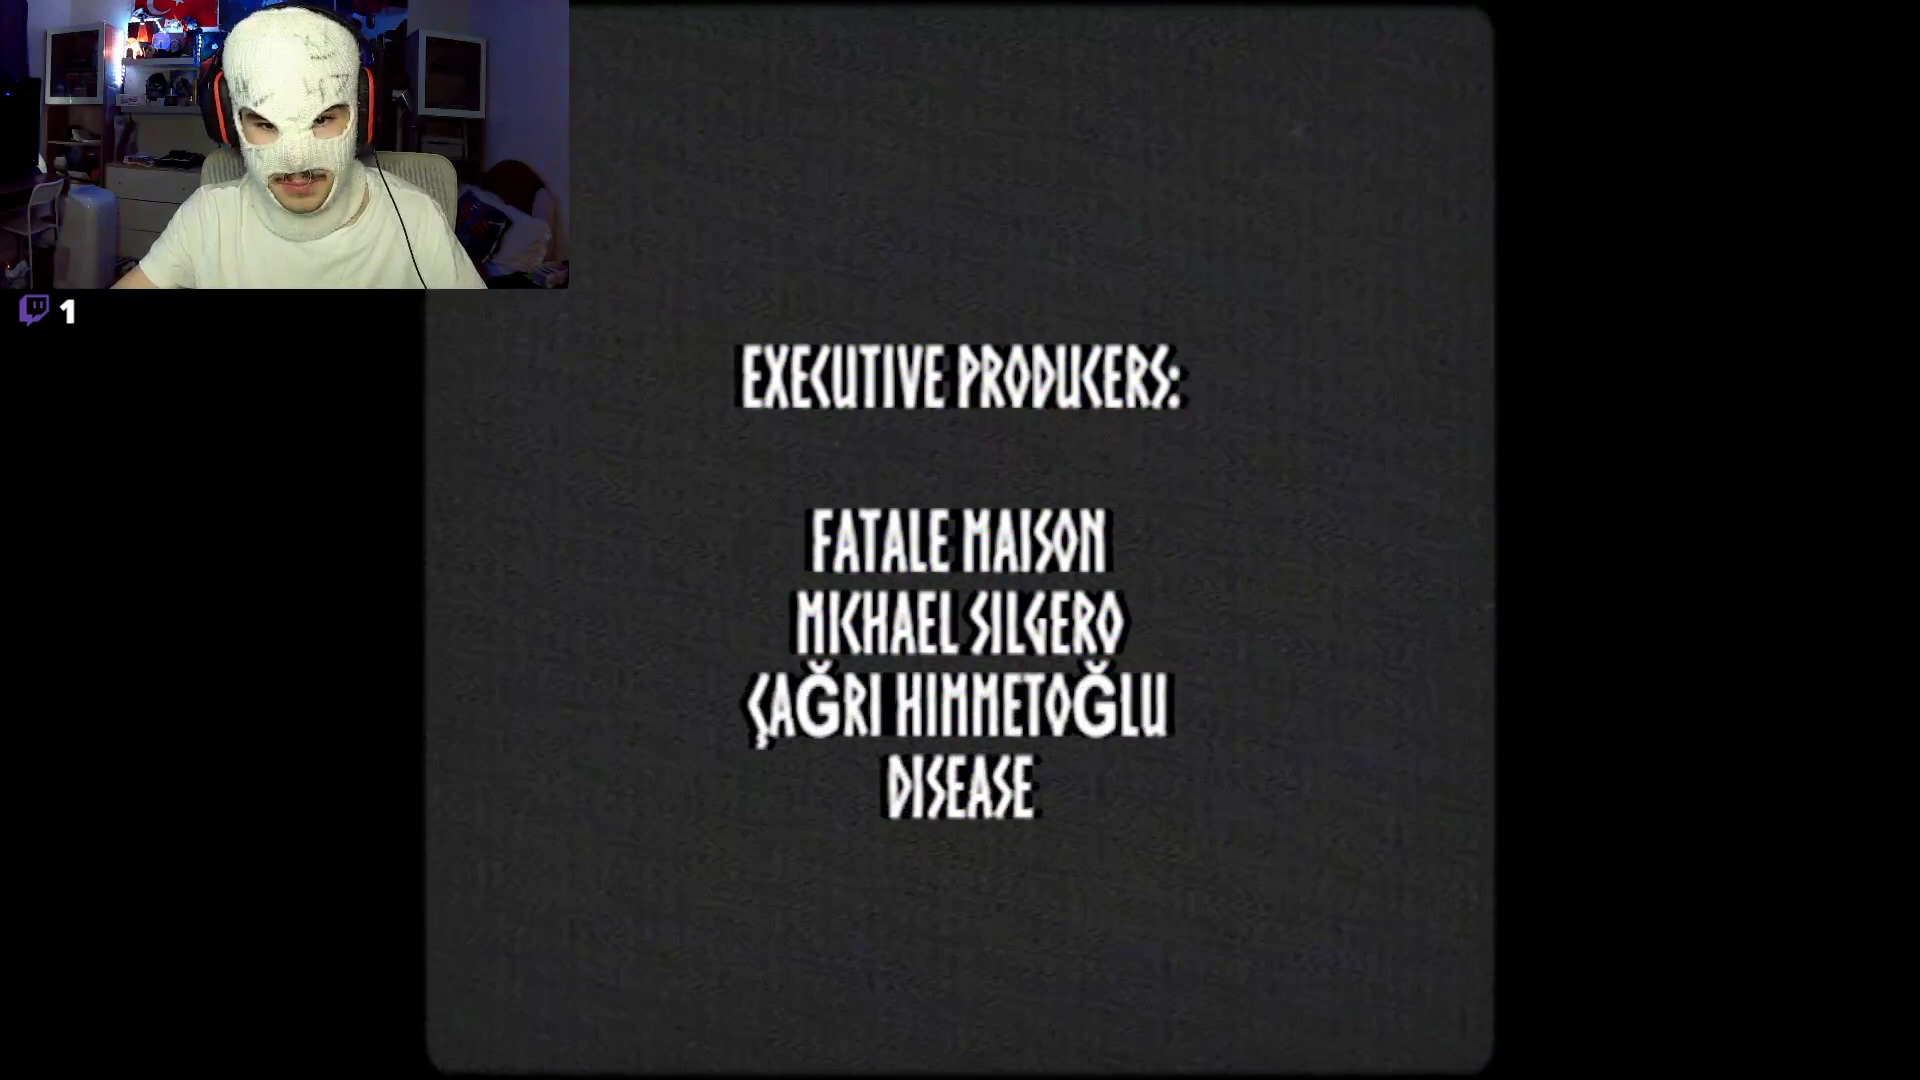 1
EXECUTIVE PRODUCERS:
FATALE MAISON
MICHAEL SILGERO
ÇAĞRI HIMMETOĞLU
DISEASE